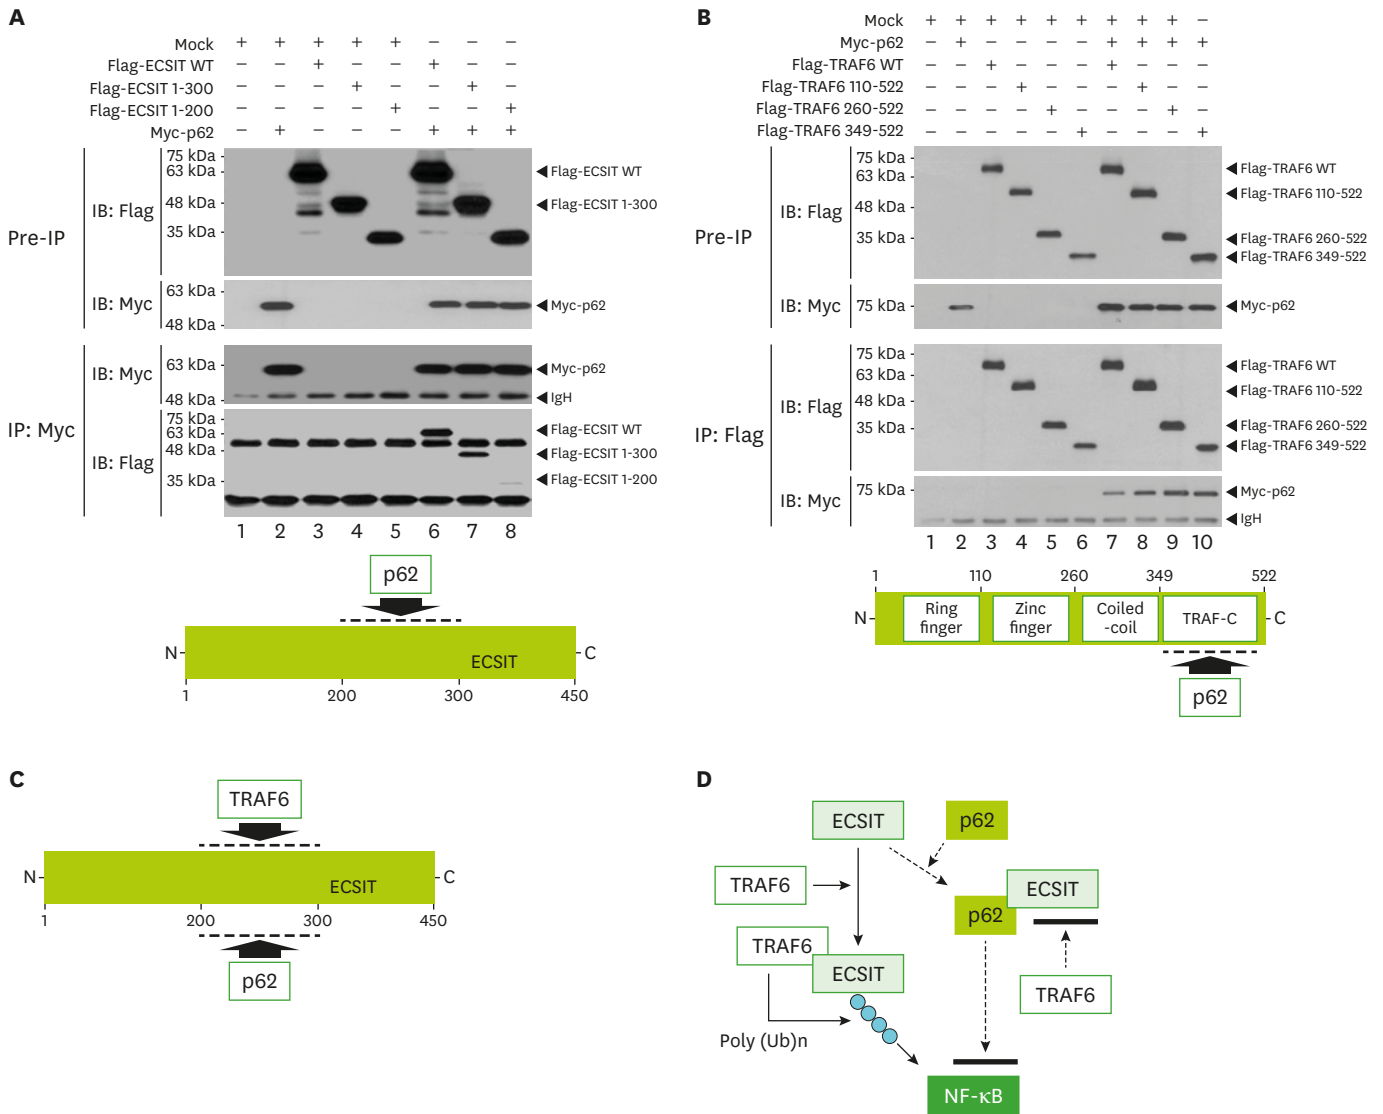 A
Mock + + + + + − − −
Flag-ECSIT WT − − + − − + − −
Flag-ECSIT 1-300 − − − + − − + −
Flag-ECSIT 1-200 − − − − + − − +
Myc-p62 − + − − − + + +
Pre-IP
IB: Flag
75 kDa
63 kDa
48 kDa
35 kDa
Flag-ECSIT WT
Flag-ECSIT 1-300
IB: Myc
63 kDa
48 kDa
Myc-p62
IP: Myc
IB: Myc
63 kDa
48 kDa
Myc-p62
IgH
IB: Flag
75 kDa
63 kDa
48 kDa
35 kDa
Flag-ECSIT WT
Flag-ECSIT 1-300
Flag-ECSIT 1-200
1 2 3 4 5 6 7 8
p62
N
ECSIT
C
1 200 300 450
B
Mock + + + + + + + + + −
Myc-p62 − + − − − − + + + +
Flag-TRAF6 WT − − + − − − + − − −
Flag-TRAF6 110-522 − − − + − − − + − −
Flag-TRAF6 260-522 − − − − + − − − + −
Flag-TRAF6 349-522 − − − − − + − − − +
Pre-IP
IB: Flag
75 kDa
63 kDa
48 kDa
35 kDa
Flag-TRAF6 WT
Flag-TRAF6 110-522
Flag-TRAF6 260-522
Flag-TRAF6 349-522
IB: Myc
75 kDa
Myc-p62
IP: Flag
IB: Flag
75 kDa
63 kDa
48 kDa
35 kDa
Flag-TRAF6 WT
Flag-TRAF6 110-522
Flag-TRAF6 260-522
Flag-TRAF6 349-522
IB: Myc
75 kDa
Myc-p62
IgH
1 2 3 4 5 6 7 8 9 10
1 110 260 349 522
N
Ring
finger
Zinc
finger
Coiled
-coil
TRAF-C
C
p62
C
TRAF6
N
ECSIT
C
1 200 300 450
p62
D
ECSIT
p62
TRAF6
ECSIT
p62
TRAF6
ECSIT
TRAF6
Poly (Ub)n
NF-κB